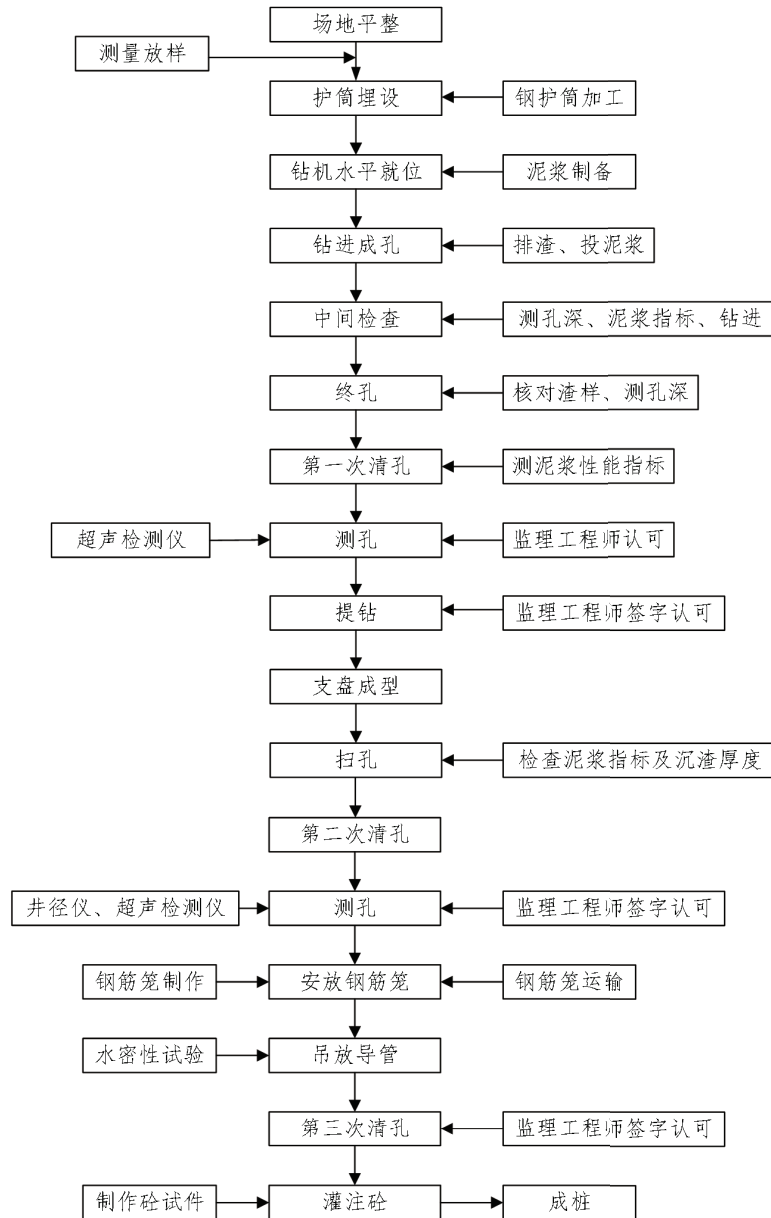 场地平整
测量放样
护筒埋设
钢护筒加工
钻机水平就位
泥浆制备
钻进成孔
排渣、投泥浆
中间检查
测孔深、泥浆指标、钻进
终孔
核对渣样、测孔深
第一次清孔
测泥浆性能指标
超声检测仪
测孔
监理工程师认可
提钻
监理工程师签字认可
支盘成型
扫孔
检查泥浆指标及沉渣厚度
第二次清孔
井径仪、超声检测仪
测孔
监理工程师签字认可
钢筋笼制作
安放钢筋笼
钢筋笼运输
水密性试验
吊放导管
第三次清孔
监理工程师签字认可
制作砼试件
灌注砼
成桩